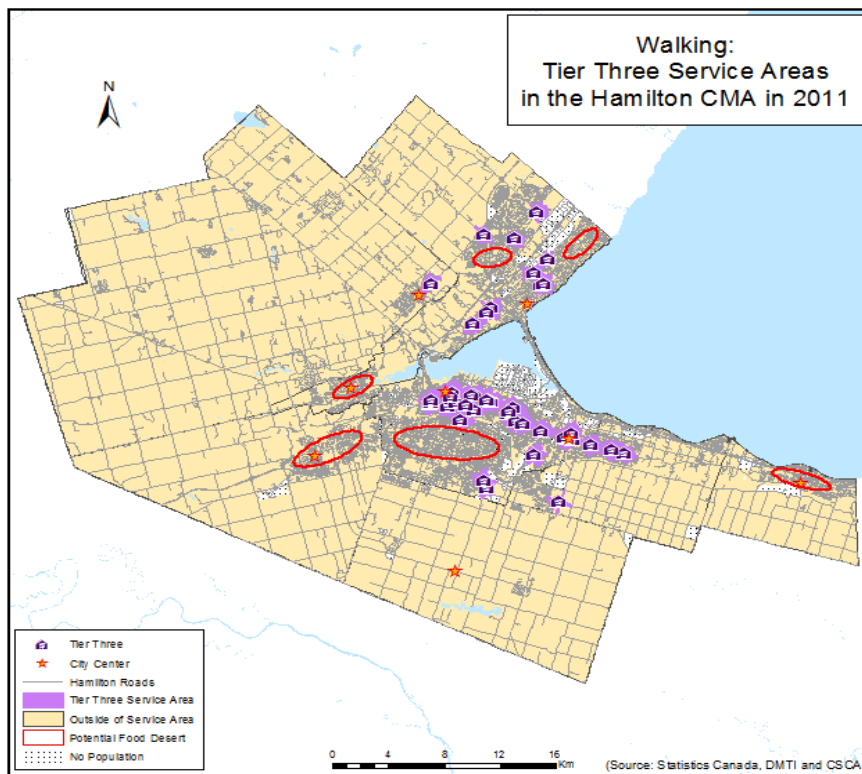 Walking:
Tier Three Service Areas
in the Hamilton CMA in 2011
N
Tier Three
City Center
Hamilton Roads
Tier Three Service Area
Outside of Service Area
Potential Food Desert
No Population
0 4 8 12 16
Km
(Source: Statistics Canada, DMTI and CSCA